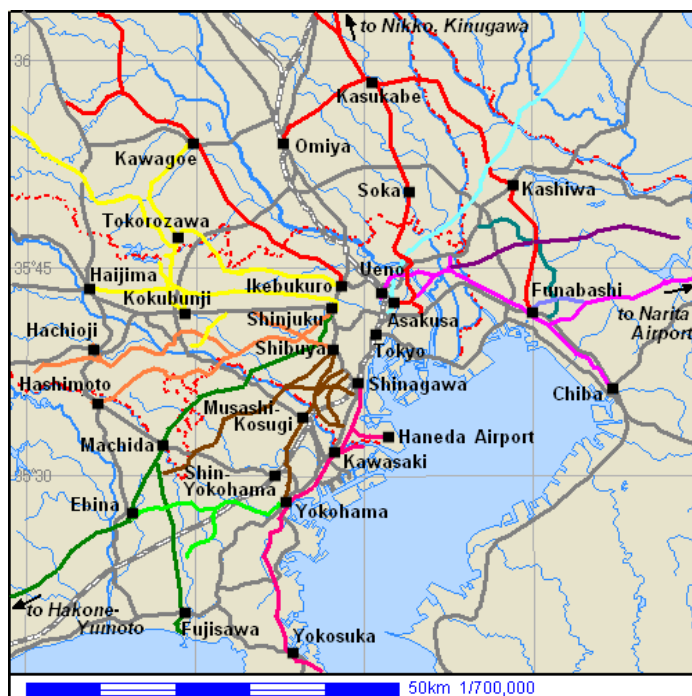 to Nikko, Kinugawa
36
Kasukabe
Kawagoe
Omiya
Soka
Kashiwa
Tokorozawa
35°45
Haijima
Ikebukuro
Ueno
Funabashi
Kokubunji
Shinjuku
Asakusa
to Narita
Airport
Hachioji
Shibuya
Tokyo
Hashimoto
Shinagawa
Chiba
Musashi-
Kosugi
Machida
Haneda Airport
Kawasaki
35°30
Shin-
Yokohama
Ebina
Yokohama
to Hakone-
Yumoto
Fujisawa
Yokosuka
50km 1/700,000